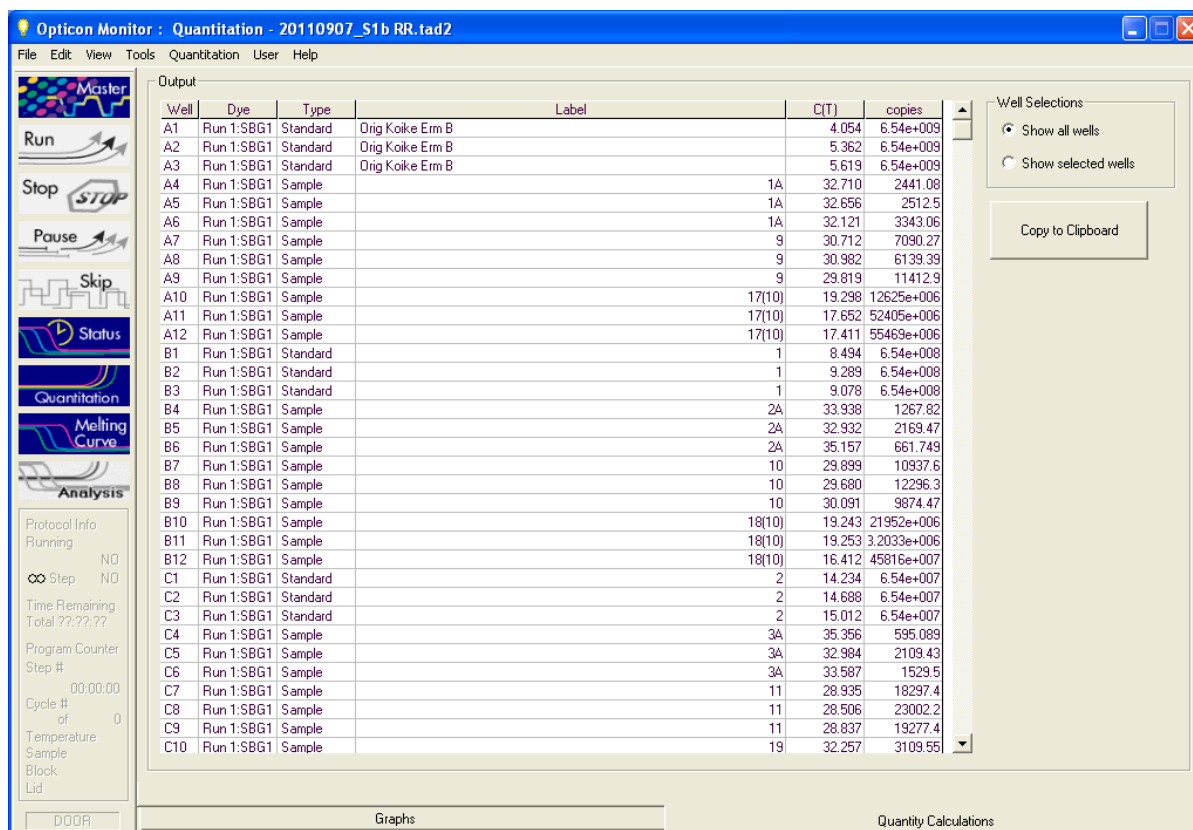 Opticon Monitor : Quantitation - 20110907_S1b RR.tad2
File Edit View Tools Quantitation User Help
Master
Run
Stop
STOP
Pause
Skip
Status
Quantitation
Melting
Curve
Analysis
Protocol Info
Running
NO
Step NO
Time Remaining
Total ??:??:??
Program Counter
Step #
00:00:00
Cycle #
of 0
Temperature
Sample
Block
Lid
DOOR
Output
Well Dye Type Label C(T) copies
A1 Run 1:SBG1 Standard Orig Koike Erm B 4.054 6.54e+009
A2 Run 1:SBG1 Standard Orig Koike Erm B 5.362 6.54e+009
A3 Run 1:SBG1 Standard Orig Koike Erm B 5.619 6.54e+009
A4 Run 1:SBG1 Sample 1A 32.710 2441.08
A5 Run 1:SBG1 Sample 1A 32.656 2512.5
A6 Run 1:SBG1 Sample 1A 32.121 3343.06
A7 Run 1:SBG1 Sample 9 30.712 7090.27
A8 Run 1:SBG1 Sample 9 30.982 6139.39
A9 Run 1:SBG1 Sample 9 29.819 11412.9
A10 Run 1:SBG1 Sample 17(10) 19.298 12625e+006
A11 Run 1:SBG1 Sample 17(10) 17.652 52405e+006
A12 Run 1:SBG1 Sample 17(10) 17.411 55469e+006
B1 Run 1:SBG1 Standard 1 8.494 6.54e+008
B2 Run 1:SBG1 Standard 1 9.289 6.54e+008
B3 Run 1:SBG1 Standard 1 9.078 6.54e+008
B4 Run 1:SBG1 Sample 2A 33.938 1267.82
B5 Run 1:SBG1 Sample 2A 32.932 2169.47
B6 Run 1:SBG1 Sample 2A 35.157 661.749
B7 Run 1:SBG1 Sample 10 29.899 10937.6
B8 Run 1:SBG1 Sample 10 29.680 12296.3
B9 Run 1:SBG1 Sample 10 30.091 9874.47
B10 Run 1:SBG1 Sample 18(10) 19.243 21952e+006
B11 Run 1:SBG1 Sample 18(10) 19.253 3.2033e+006
B12 Run 1:SBG1 Sample 18(10) 16.412 45816e+007
C1 Run 1:SBG1 Standard 2 14.234 6.54e+007
C2 Run 1:SBG1 Standard 2 14.688 6.54e+007
C3 Run 1:SBG1 Standard 2 15.012 6.54e+007
C4 Run 1:SBG1 Sample 3A 35.356 595.089
C5 Run 1:SBG1 Sample 3A 32.984 2109.43
C6 Run 1:SBG1 Sample 3A 33.587 1529.5
C7 Run 1:SBG1 Sample 11 28.935 18297.4
C8 Run 1:SBG1 Sample 11 28.506 23002.2
C9 Run 1:SBG1 Sample 11 28.837 19277.4
C10 Run 1:SBG1 Sample 19 32.257 3109.55
Well Selections
Show all wells
Show selected wells
Copy to Clipboard
Graphs
Quantity Calculations